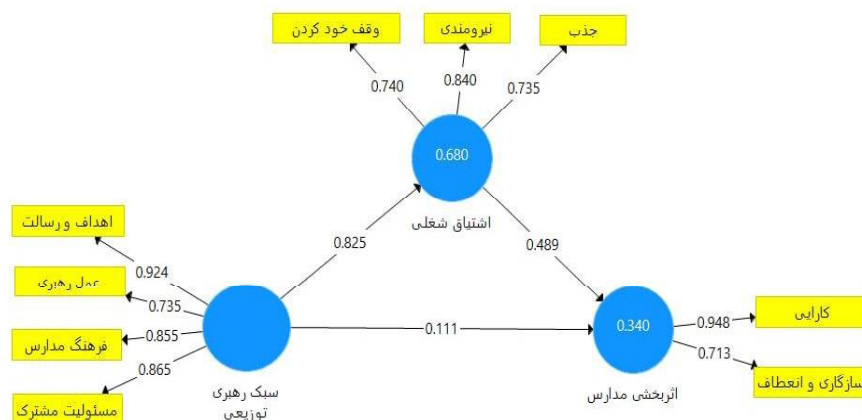 وقف خود کردن
نیرومندی
جذب
0.740
0.840
0.735
0.680
اشتیاق شغلی
اهداف و رسالت
0.924
عمل رهبری
0.735
فرهنگ مدارس
0.855
مسئولیت مشترک
0.865
0.825
0.489
0.111
سبک رهبری
توزیعی
0.340
اثربخشی مدارس
0.948
کارایی
0.713
سازگاری و انعطاف